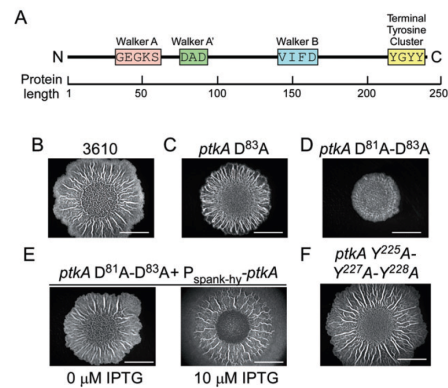 A
Walker A
Walker A'
Walker B
Terminal
Tyrosine
Cluster
N GEGKS DAD VIFD YGYY C
Protein
length
1 50 100 150 200 250
B 3610
C ptkA D⁸³A
D ptkA D⁸¹A-D⁸³A
E ptkA D⁸¹A-D⁸³A + Pspank-hy-ptkA
0 μM IPTG 10 μM IPTG
F ptkA Y²²⁵A-
Y²²⁷A-Y²²⁸A